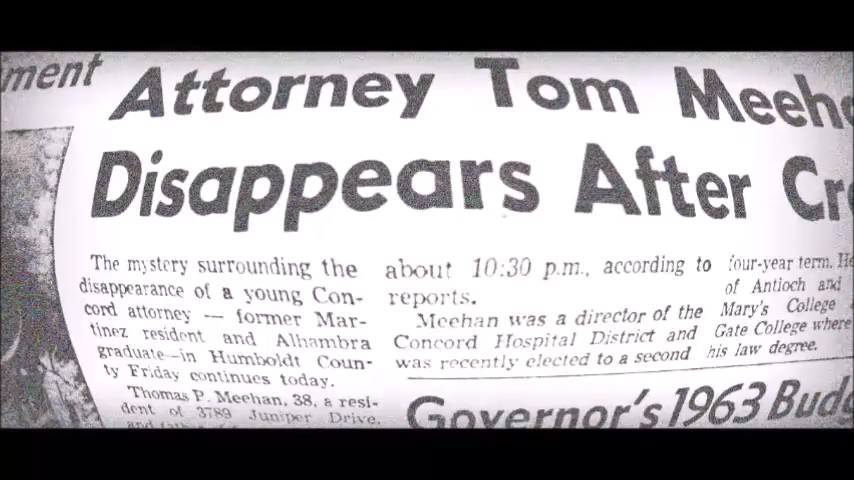 ment
Attorney Tom Meeha
Disappears After Cr
The mystery surrounding the
disappearance of a young Con-
cord attorney — former Mar-
tinez resident and Alhambra
graduate—in Humboldt Coun-
ty Friday continues today.
Thomas P. Meehan, 38, a resi-
dent of 3789 Juniper Drive,
about 10:30 p.m., according to
reports.
Meehan was a director of the
Concord Hospital District and
was recently elected to a second
four-year term. He
of Antioch and
Mary's College
Gate College where
his law degree.
Governor's 1963 Budg